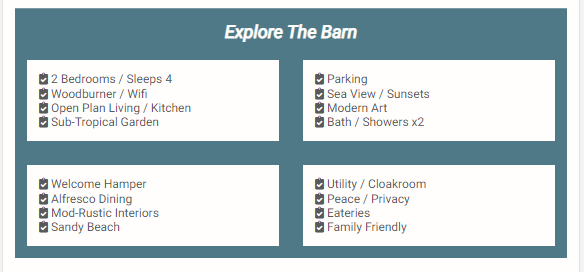 Explore The Barn
2 Bedrooms / Sleeps 4
Woodburner / Wifi
Open Plan Living / Kitchen
Sub-Tropical Garden
Parking
Sea View / Sunsets
Modern Art
Bath / Showers x2
Welcome Hamper
Alfresco Dining
Mod-Rustic Interiors
Sandy Beach
Utility / Cloakroom
Peace / Privacy
Eateries
Family Friendly